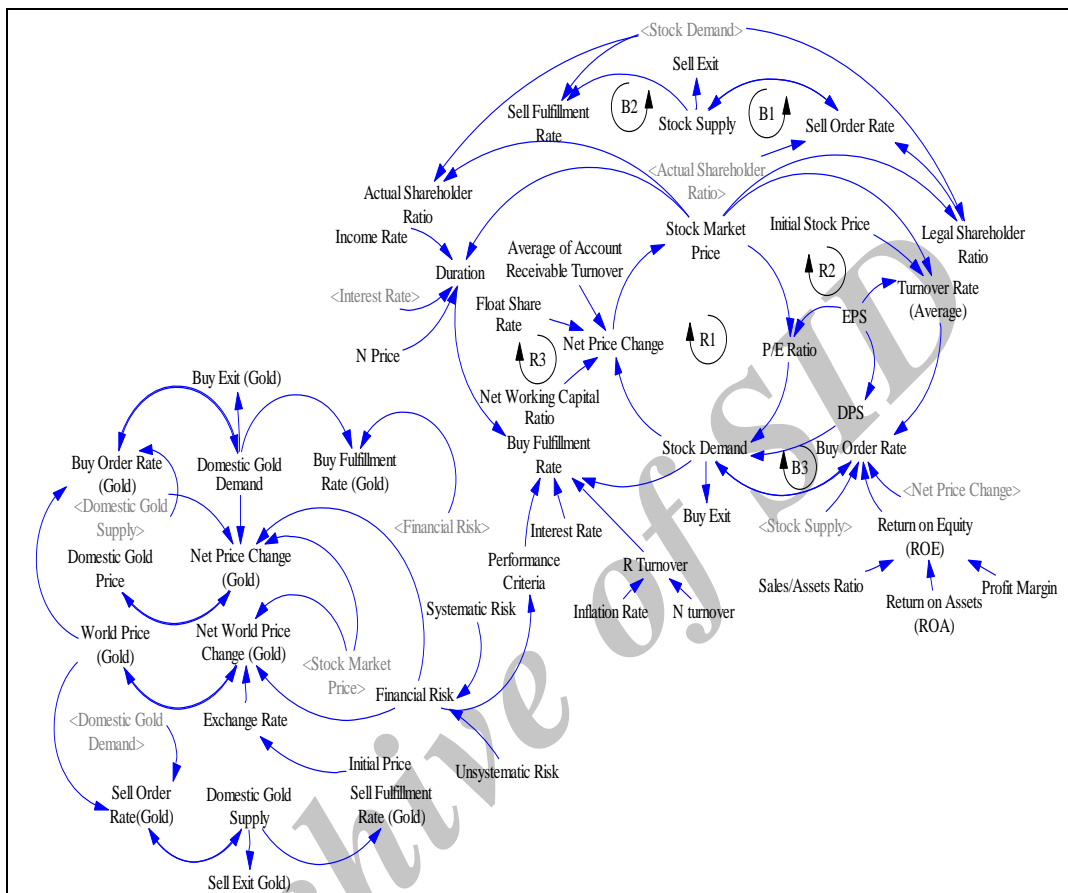 <Stock Demand>
Sell Exit
B2
B1
Sell Fulfillment
Rate
Stock Supply
Sell Order Rate
<Actual Shareholder
Ratio>
Actual Shareholder
Ratio
Income Rate
Stock Market
Price
Initial Stock Price
Legal Shareholder
Ratio
Average of Account
Receivable Turnover
Duration
R2
Turnover Rate
(Average)
<Interest Rate>
Float Share
Rate
EPS
N Price
Net Price Change
R1
P/E Ratio
R3
Net Working Capital
Ratio
Buy Exit (Gold)
DPS
Buy Fulfillment
Rate
Stock Demand
B3
Buy Order Rate
Buy Order Rate
(Gold)
Domestic Gold
Demand
Buy Fulfillment
Rate (Gold)
<Net Price Change>
<Domestic Gold
Supply>
<Financial Risk>
Interest Rate
Buy Exit
<Stock Supply>
Return on Equity
(ROE)
Domestic Gold
Price
Net Price Change
(Gold)
Performance
Criteria
R Turnover
Sales/Assets Ratio
Profit Margin
Systematic Risk
Inflation Rate
N turnover
Return on Assets
(ROA)
World Price
(Gold)
Net World Price
Change (Gold)
<Stock Market
Price>
Financial Risk
<Domestic Gold
Demand>
Exchange Rate
Initial Price
Unsystematic Risk
Sell Order
Rate(Gold)
Domestic Gold
Supply
Sell Fulfillment
Rate (Gold)
Sell Exit Gold)
chive of SID